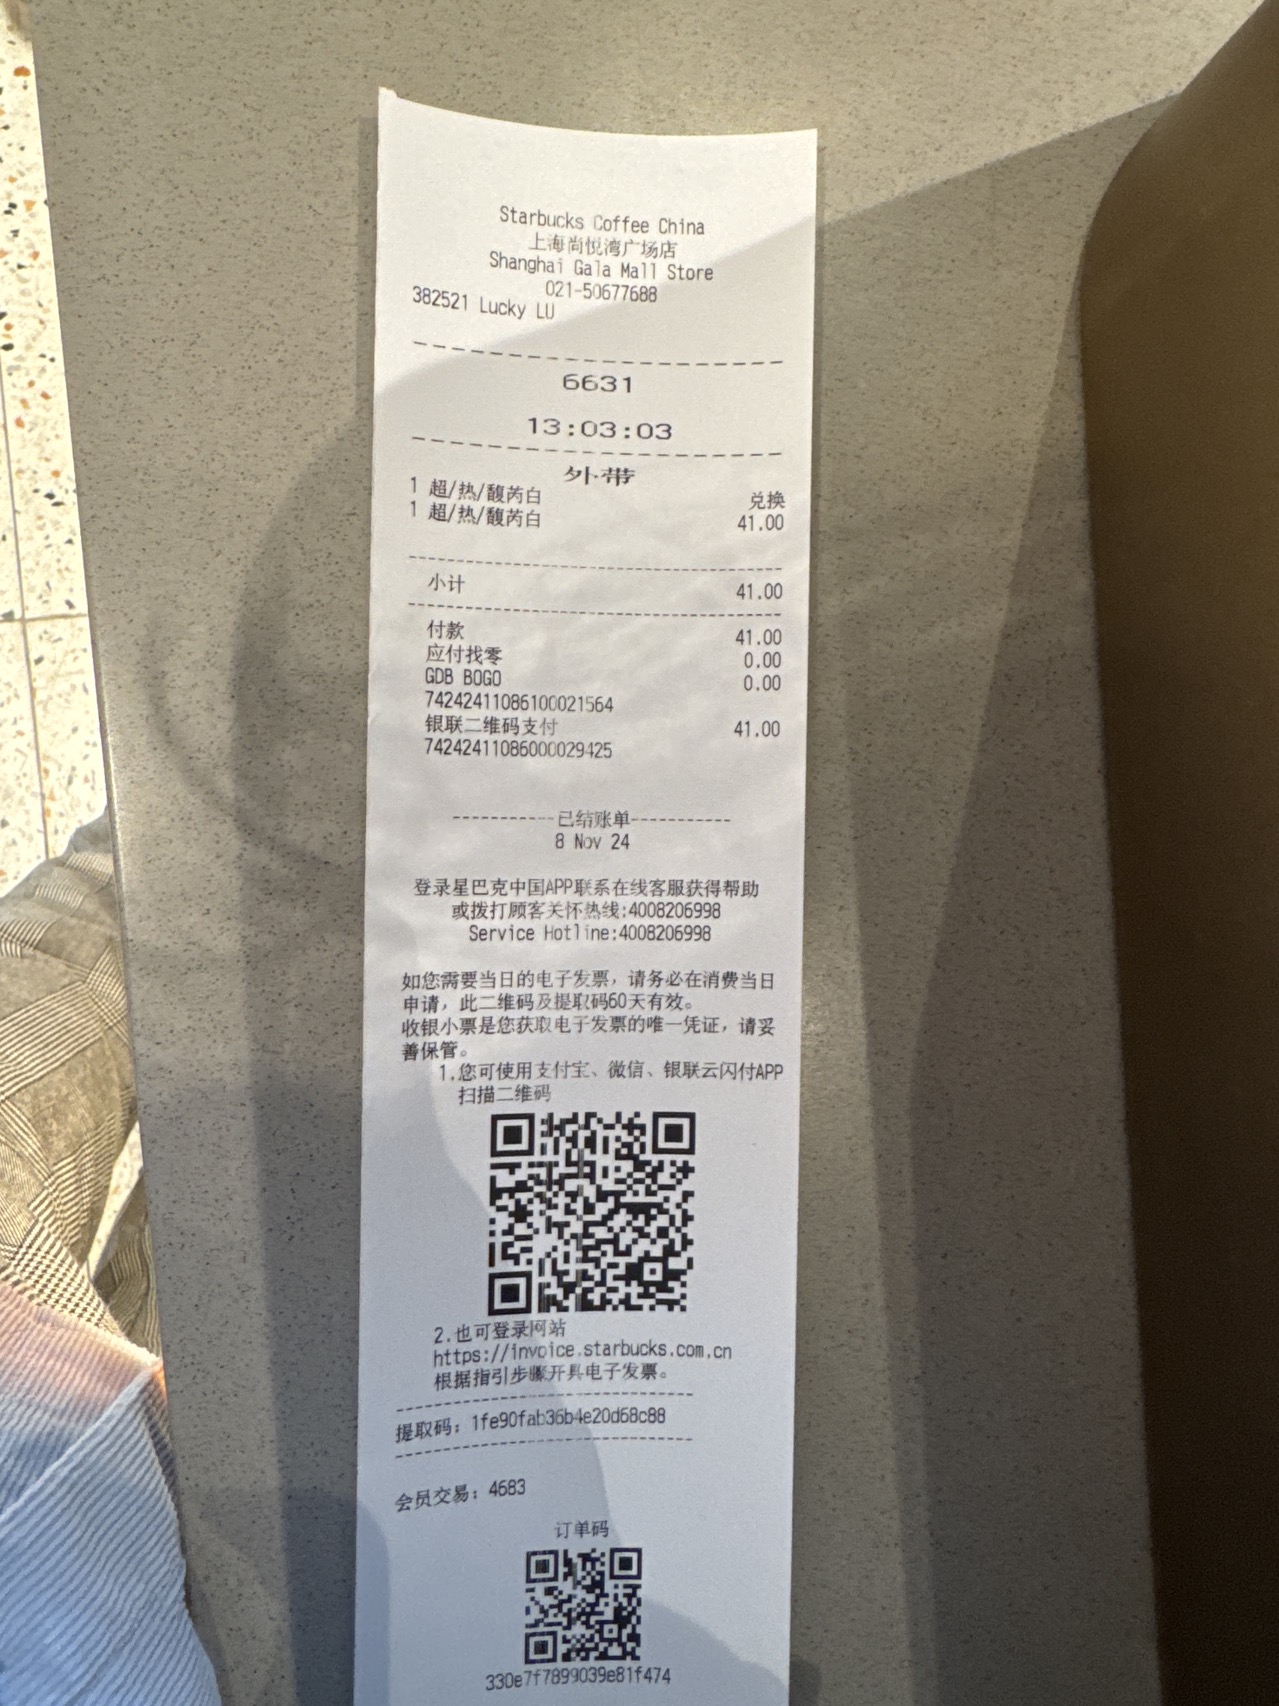 Starbucks Coffee China
上海尚悦湾广场店
Shanghai Gala Mall Store
021-50677688
382521 Lucky LU
6631
13:03:03
外带
1 超/热/馥芮白 兑换
1 超/热/馥芮白 41.00
小计 41.00
付款 41.00
应付找零 0.00
GDB BOGO 0.00
74242411086100021564
银联二维码支付 41.00
74242411086000029425
-----------已结账单-----------
8 Nov 24
登录星巴克中国APP联系在线客服获得帮助
或拨打顾客关怀热线:4008206998
Service Hotline:4008206998
如您需要当日的电子发票，请务必在消费当日
申请，此二维码及提取码60天有效。
收银小票是您获取电子发票的唯一凭证，请妥
善保管。
1.您可使用支付宝、微信、银联云闪付APP
扫描二维码
2.也可登录网站
https://invoice.starbucks.com.cn
根据指引步骤开具电子发票。
提取码：1fe90fab36b4e20d68c88
会员交易：4683
订单码
330e7f7899039e81f474